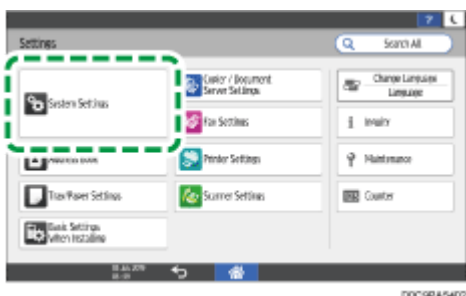 ?
Settings
Search All
System Settings
Copier / Document
Server Settings
Change Language
Language
Fax Settings
Inquiry
Address Book
Printer Settings
Maintenance
Tray/Paper Settings
Scanner Settings
Counter
Basic Settings
When Installing